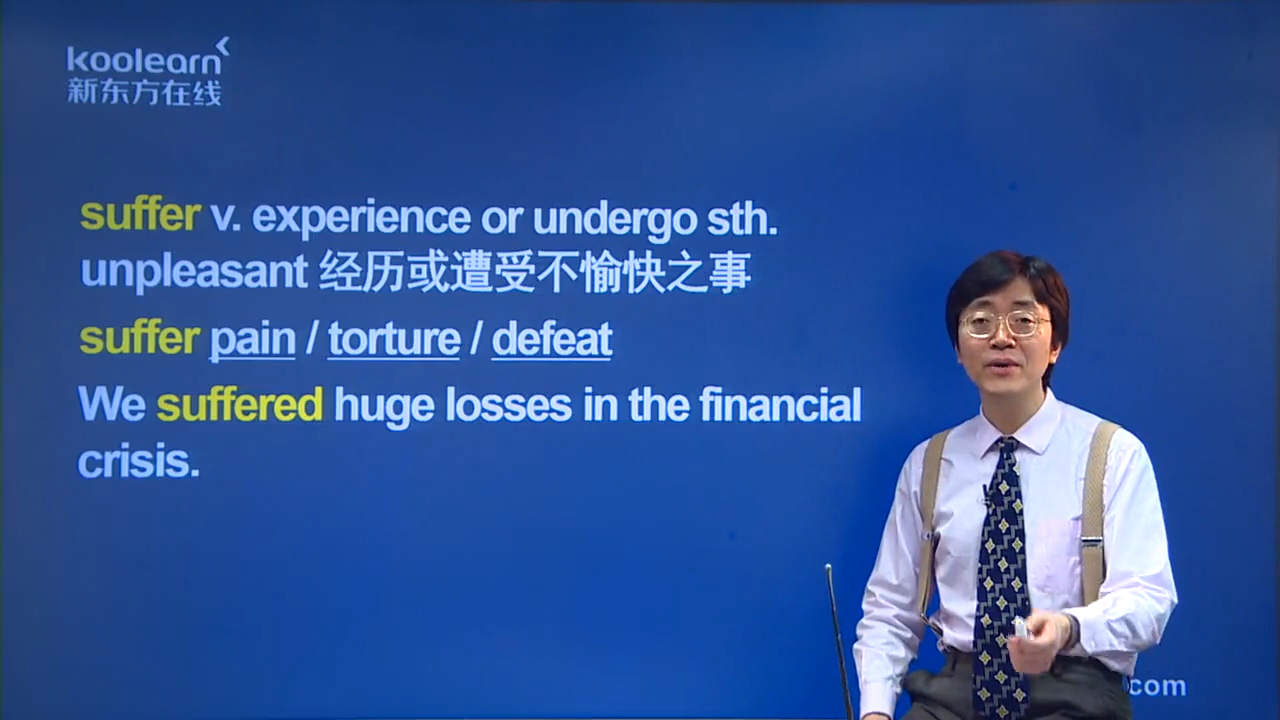 koolearn
新东方在线
suffer v. experience or undergo sth.
unpleasant 经历或遭受不愉快之事
suffer pain / torture / defeat
We suffered huge losses in the financial
crisis.
com